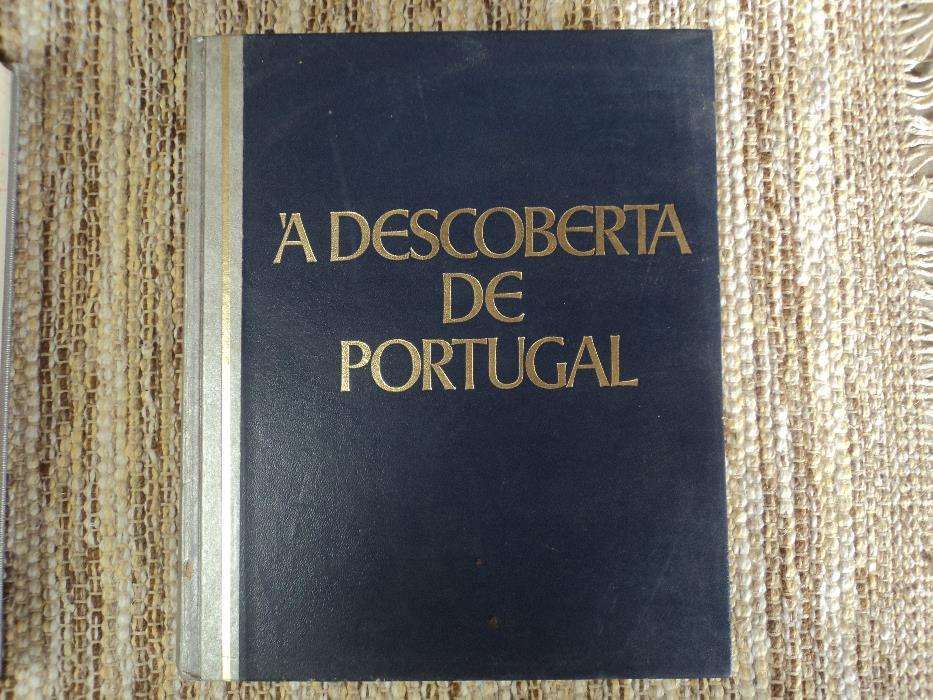 À DESCOBERTA
DE
PORTUGAL